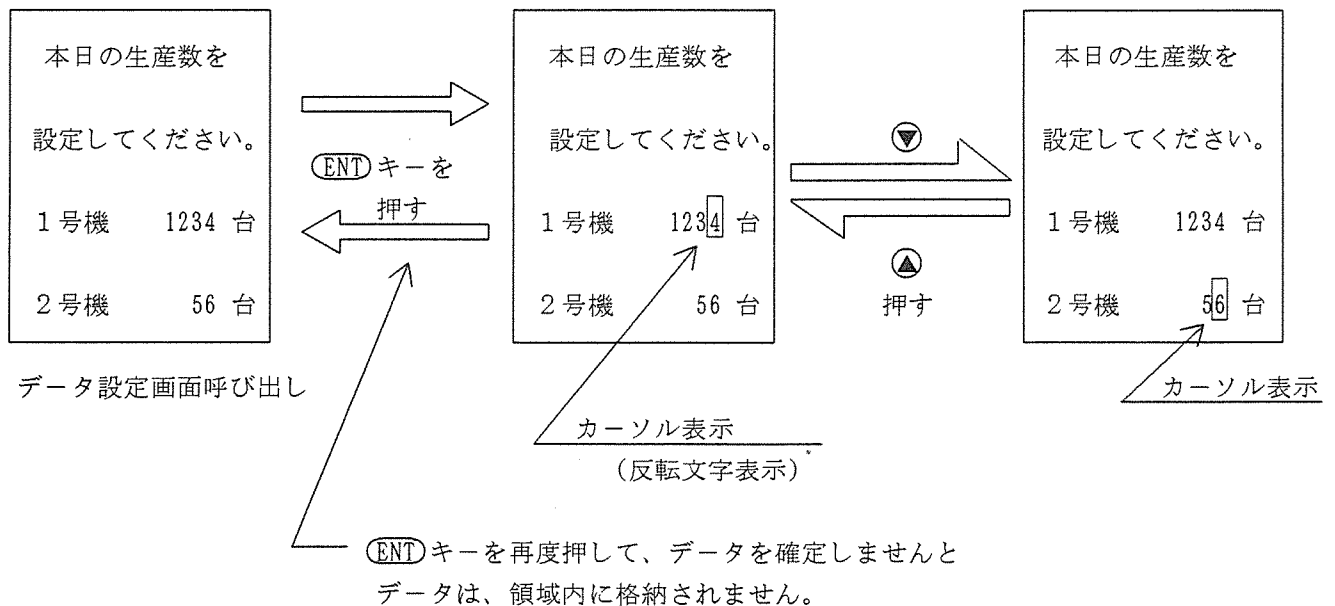 本日の生産数を
設定してください。
1号機 1234 台
2号機 56 台
データ設定画面呼び出し
ENTキーを
押す
本日の生産数を
設定してください。
1号機 1234 台
2号機 56 台
カーソル表示
(反転文字表示)
▼
▲
押す
本日の生産数を
設定してください。
1号機 1234 台
2号機 56 台
カーソル表示
ENTキーを再度押して、データを確定しませんと
データは、領域内に格納されません。